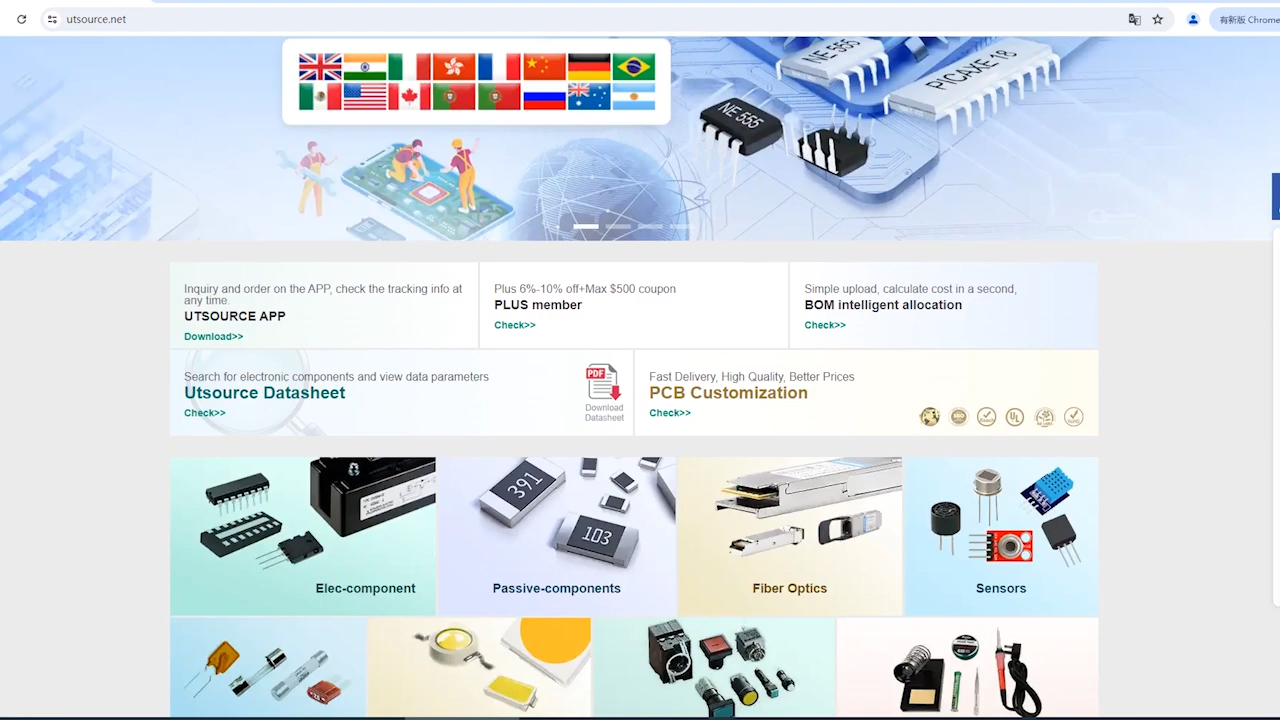 utsource.net
有新版 Chrome
NE 555
PICAXE-18
NE 555
Inquiry and order on the APP, check the tracking info at
any time.
UTSOURCE APP
Download>>
Plus 6%-10% off+Max $500 coupon
PLUS member
Check>>
Simple upload, calculate cost in a second,
BOM intelligent allocation
Check>>
Search for electronic components and view data parameters
Utsource Datasheet
Check>>
PDF
Download
Datasheet
Fast Delivery, High Quality, Better Prices
PCB Customization
Check>>
UL
391
103
Elec-component
Passive-components
Fiber Optics
Sensors